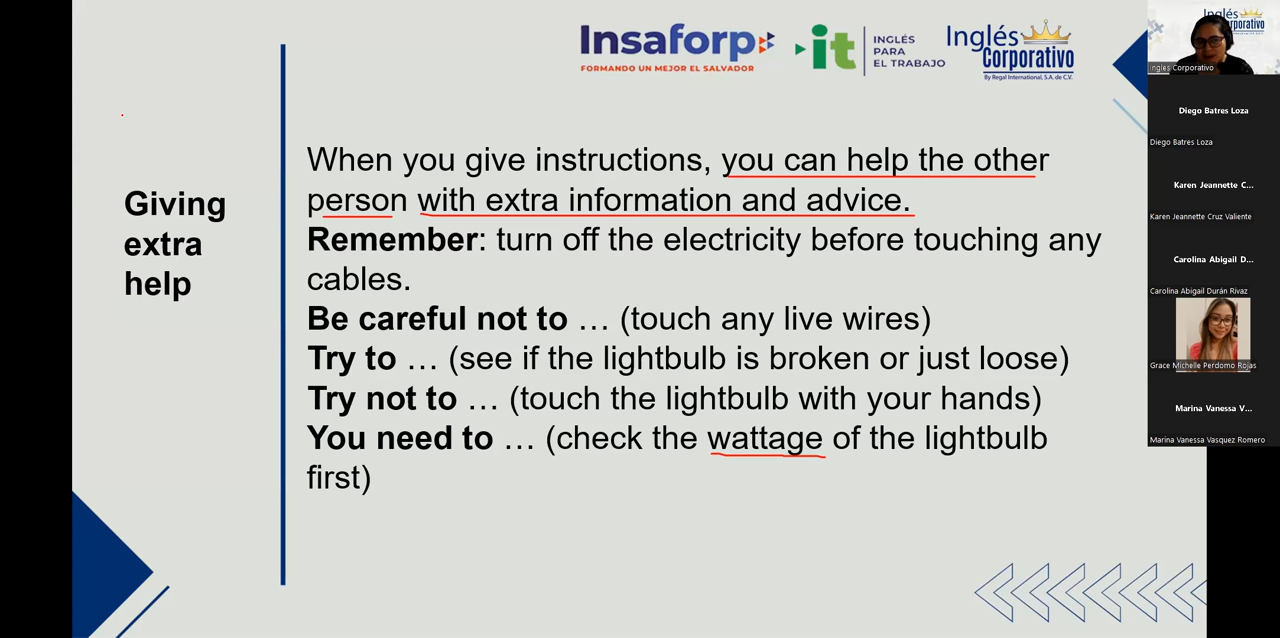 Insaforp
FORMANDO UN MEJOR EL SALVADOR
it
INGLÉS
PARA
EL TRABAJO
Inglés
Corporativo
By Regal International, S.A. de C.V.
Giving
extra
help
When you give instructions, you can help the other
person with extra information and advice.
Remember: turn off the electricity before touching any
cables.
Be careful not to … (touch any live wires)
Try to … (see if the lightbulb is broken or just loose)
Try not to … (touch the lightbulb with your hands)
You need to … (check the wattage of the lightbulb
first)
Inglés
Corporativo
Ingles Corporativo
Diego Batres Loza
Diego Batres Loza
Karen Jeannette C...
Karen Jeannette Cruz Valiente
Carolina Abigail D...
Carolina Abigail Durán Rivaz
Grace Michelle Perdomo Rojas
Marina Vanessa V...
Marina Vanessa Vasquez Romero